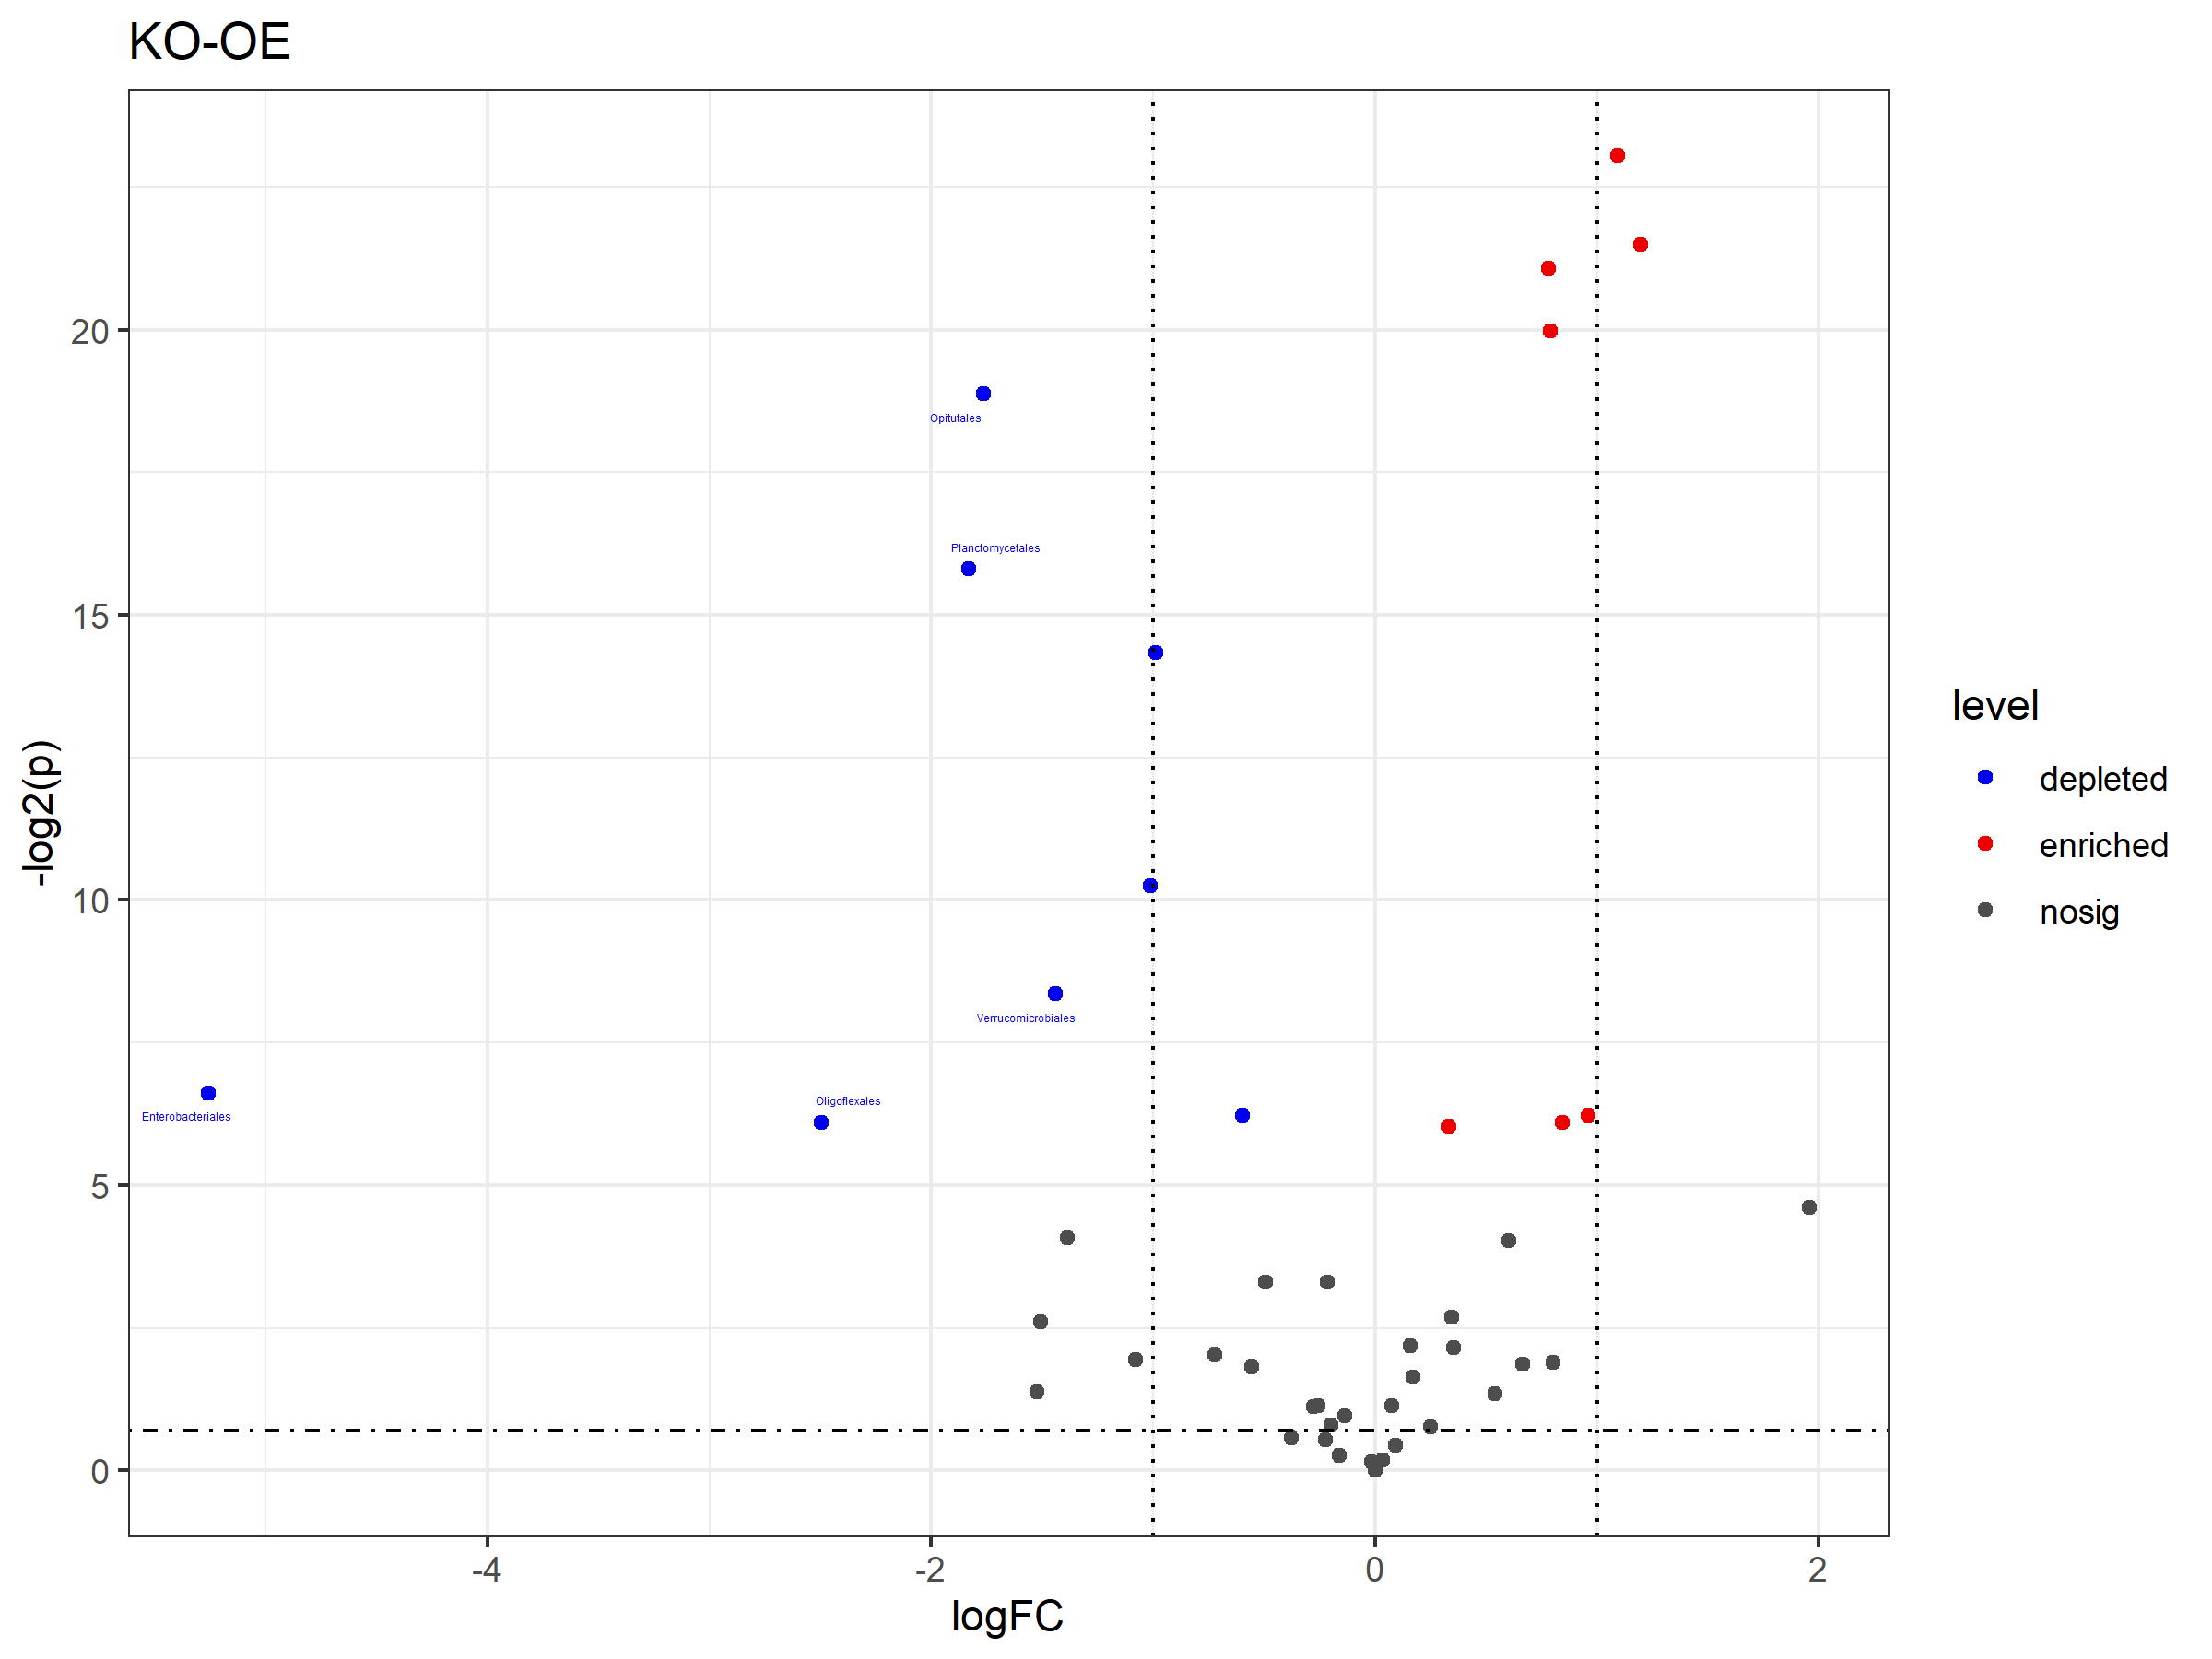 KO-OE
20
15
10
5
0
-log2(p)
Opitutales
Planctomycetales
Verrucomicrobiales
Enterobacteriales
Oligoflexales
-4
-2
0
2
logFC
level
depleted
enriched
nosig